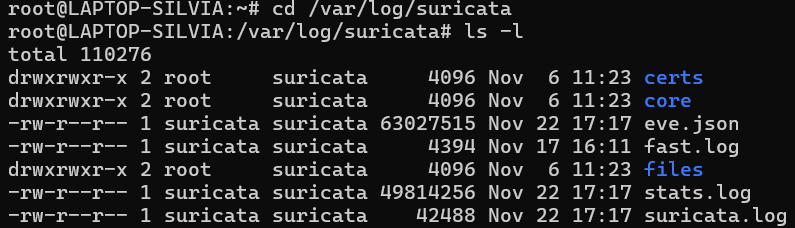 root@LAPTOP-SILVIA:~# cd /var/log/suricata
root@LAPTOP-SILVIA:/var/log/suricata# ls -l
total 110276
drwxrwxr-x 2 root     suricata     4096 Nov  6 11:23 certs
drwxrwxr-x 2 root     suricata     4096 Nov  6 11:23 core
-rw-r--r-- 1 suricata suricata 63027515 Nov 22 17:17 eve.json
-rw-r--r-- 1 suricata suricata     4394 Nov 17 16:11 fast.log
drwxrwxr-x 2 root     suricata     4096 Nov  6 11:23 files
-rw-r--r-- 1 suricata suricata 49814256 Nov 22 17:17 stats.log
-rw-r--r-- 1 suricata suricata    42488 Nov 22 17:17 suricata.log